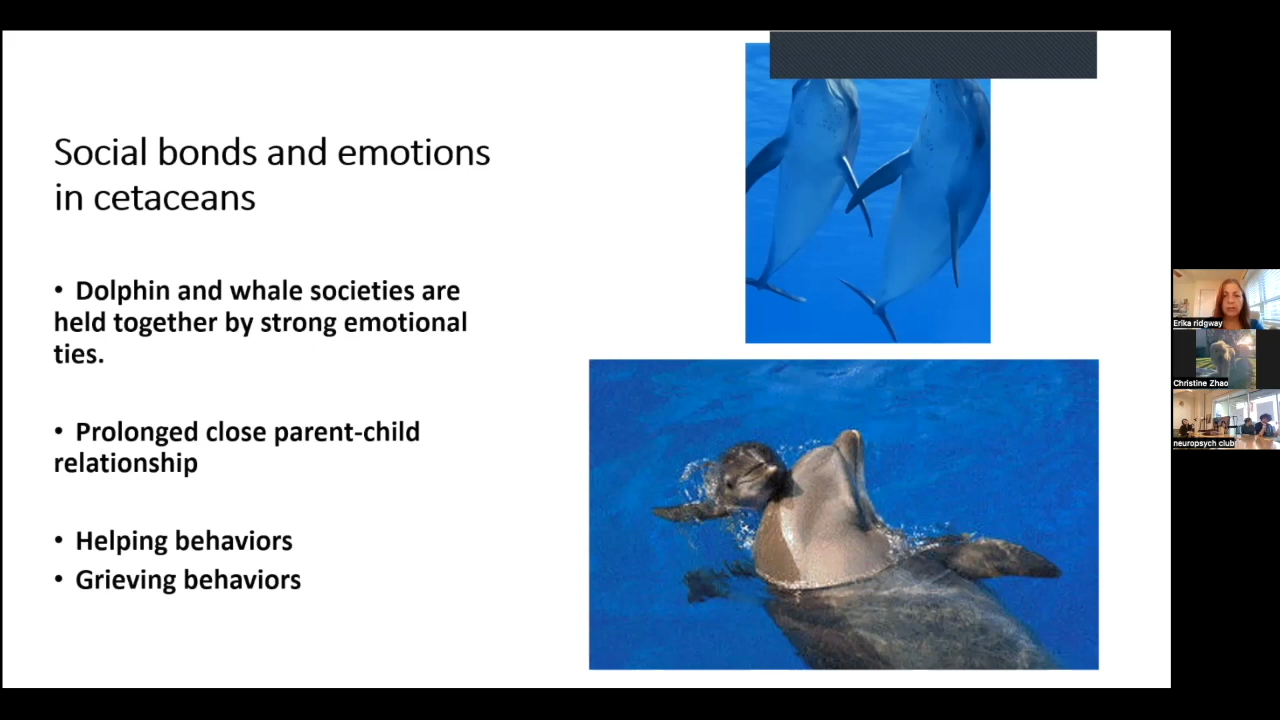 Social bonds and emotions
in cetaceans
• Dolphin and whale societies are
held together by strong emotional
ties.
• Prolonged close parent-child
relationship
• Helping behaviors
• Grieving behaviors
Erika ridgway
Christine Zhao
neuropsych club